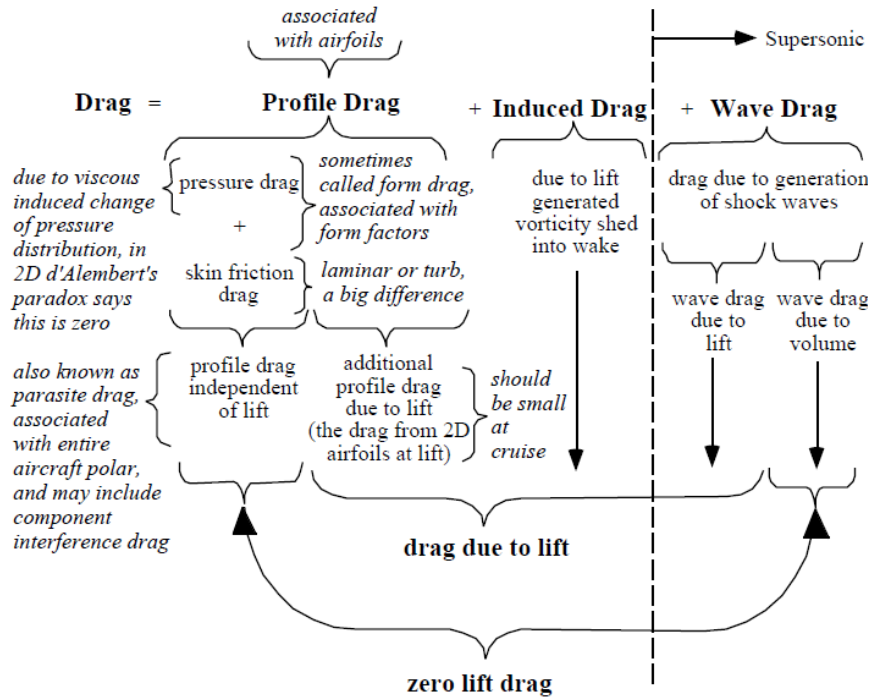 associated
with airfoils
Supersonic
Drag = Profile Drag + Induced Drag + Wave Drag
due to viscous
induced change
of pressure
distribution, in
2D d'Alembert's
paradox says
this is zero
pressure drag
+
skin friction
drag
sometimes
called form drag,
associated with
form factors
laminar or turb,
a big difference
due to lift
generated
vorticity shed
into wake
drag due to generation
of shock waves
wave drag
due to
lift
wave drag
due to
volume
also known as
parasite drag,
associated
with entire
aircraft polar,
and may include
component
interference drag
profile drag
independent
of lift
additional
profile drag
due to lift
(the drag from 2D
airfoils at lift)
should
be small
at
cruise
drag due to lift
zero lift drag